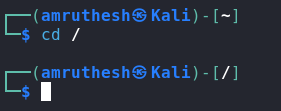 ┌──(amruthesh㉿Kali)-[~]
└─$ cd /
┌──(amruthesh㉿Kali)-[/]
└─$